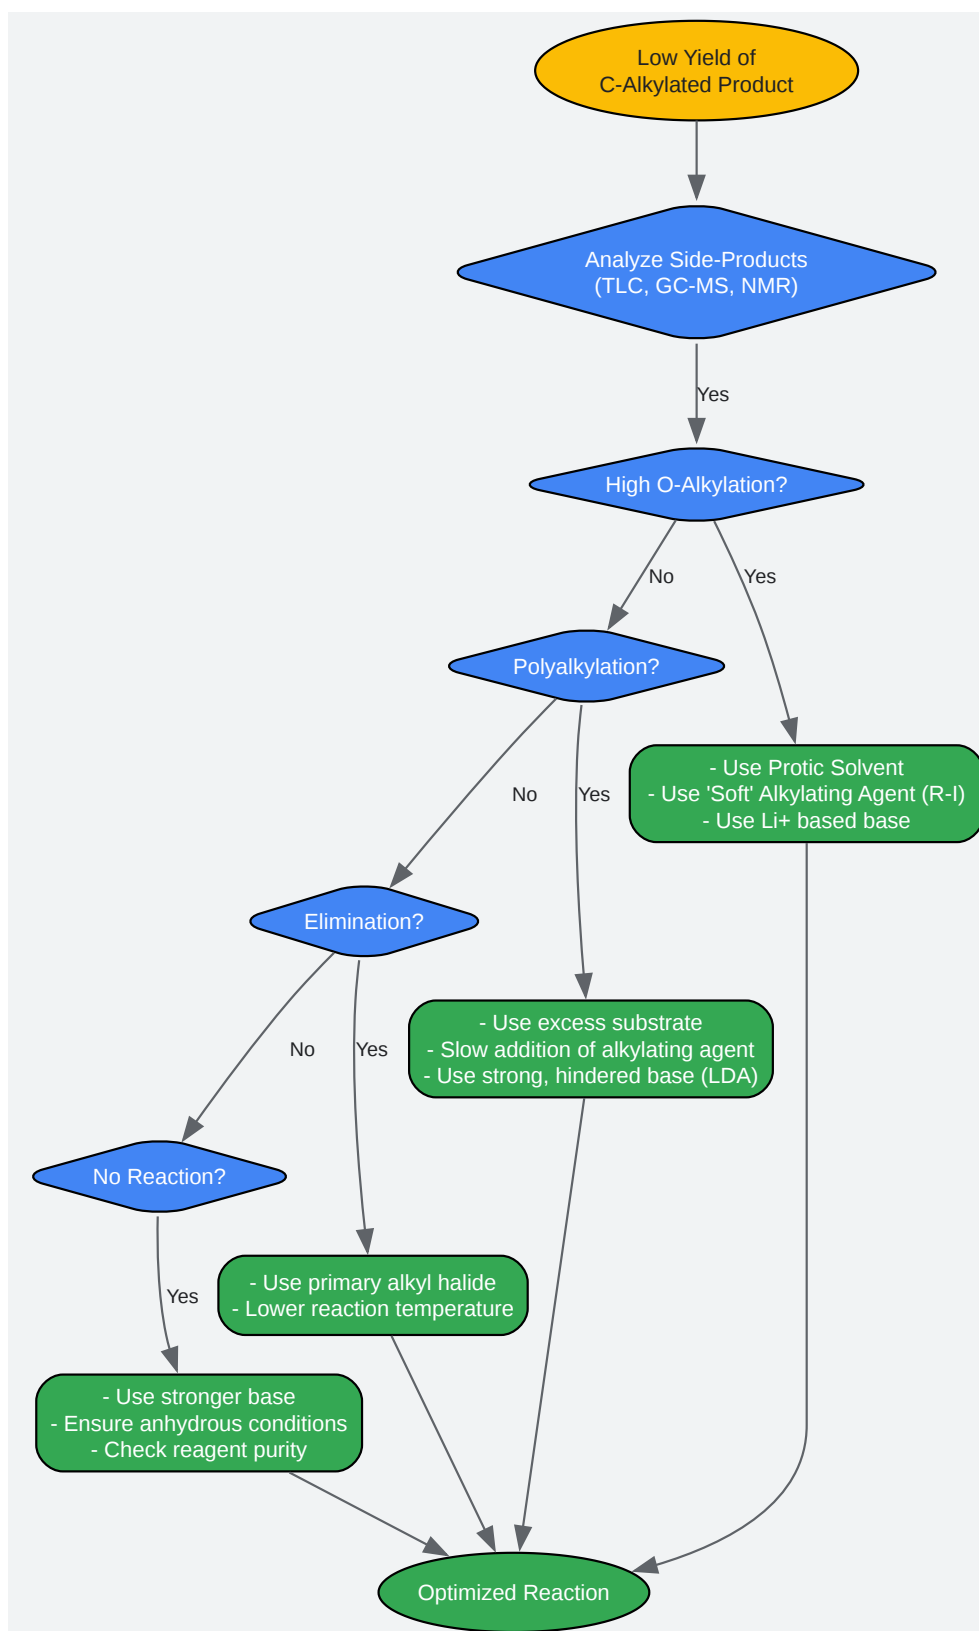 Low Yield of
C-Alkylated Product
Analyze Side-Products
(TLC, GC-MS, NMR)
Yes
High O-Alkylation?
No
Yes
Polyalkylation?
- Use Protic Solvent
- Use 'Soft' Alkylating Agent (R-I)
- Use Li+ based base
No
Yes
Elimination?
- Use excess substrate
- Slow addition of alkylating agent
- Use strong, hindered base (LDA)
No
Yes
No Reaction?
- Use primary alkyl halide
- Lower reaction temperature
Yes
- Use stronger base
- Ensure anhydrous conditions
- Check reagent purity
Optimized Reaction